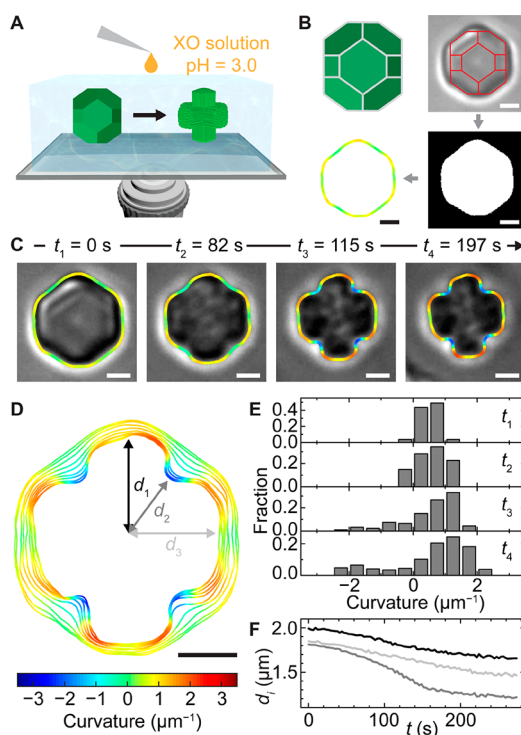 A
XO solution
pH = 3.0
B
C
t1 = 0 s
t2 = 82 s
t3 = 115 s
t4 = 197 s
D
d1
d2
d3
−3 −2 −1 0 1 2 3
Curvature (µm⁻¹)
E
0.4
0.2
0.0
t1
0.2
0.0
t2
0.2
0.0
t3
0.2
0.0
t4
Fraction
−2 0 2
Curvature (µm⁻¹)
F
2.0
1.6
1.2
di (µm)
0 100 200
t (s)